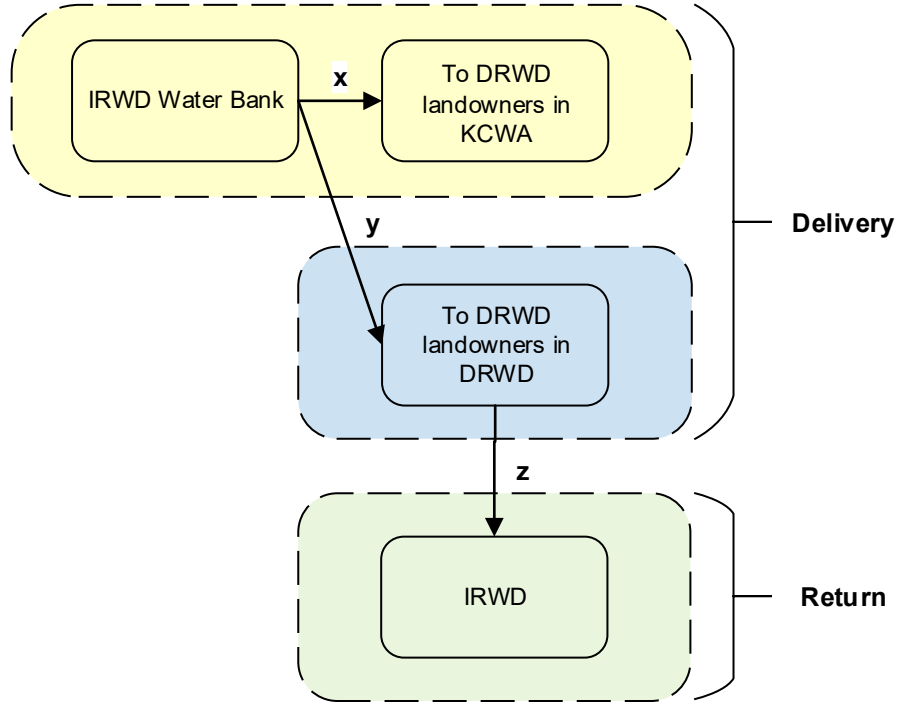 IRWD Water Bank
x
To DRWD
landowners in
KCWA
y
Delivery
To DRWD
landowners in
DRWD
z
IRWD
Return